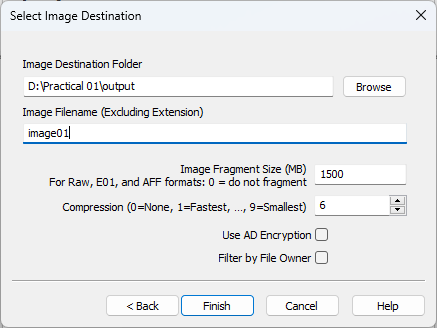 Select Image Destination
Image Destination Folder
D:\Practical 01\output
Browse
Image Filename (Excluding Extension)
image01
Image Fragment Size (MB)
For Raw, E01, and AFF formats: 0 = do not fragment
1500
Compression (0=None, 1=Fastest, ..., 9=Smallest)
6
Use AD Encryption
Filter by File Owner
< Back
Finish
Cancel
Help